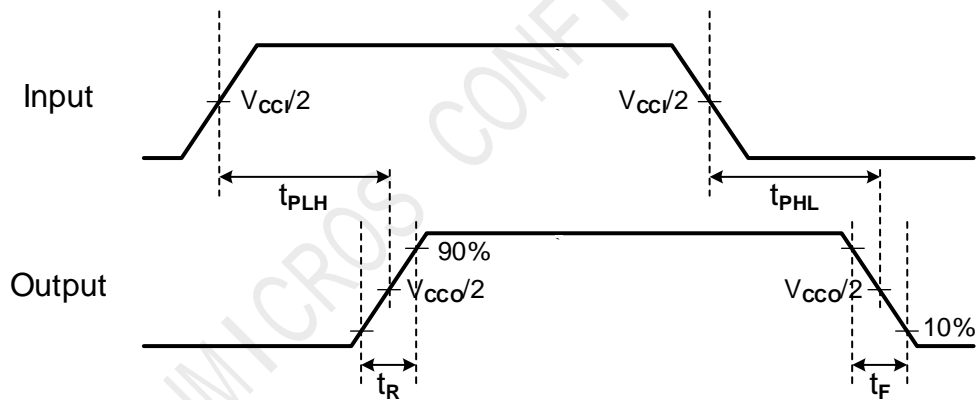 Input
VCCI/2
VCCI/2
tPLH
tPHL
Output
90%
VCCO/2
VCCO/2
10%
tR
tF